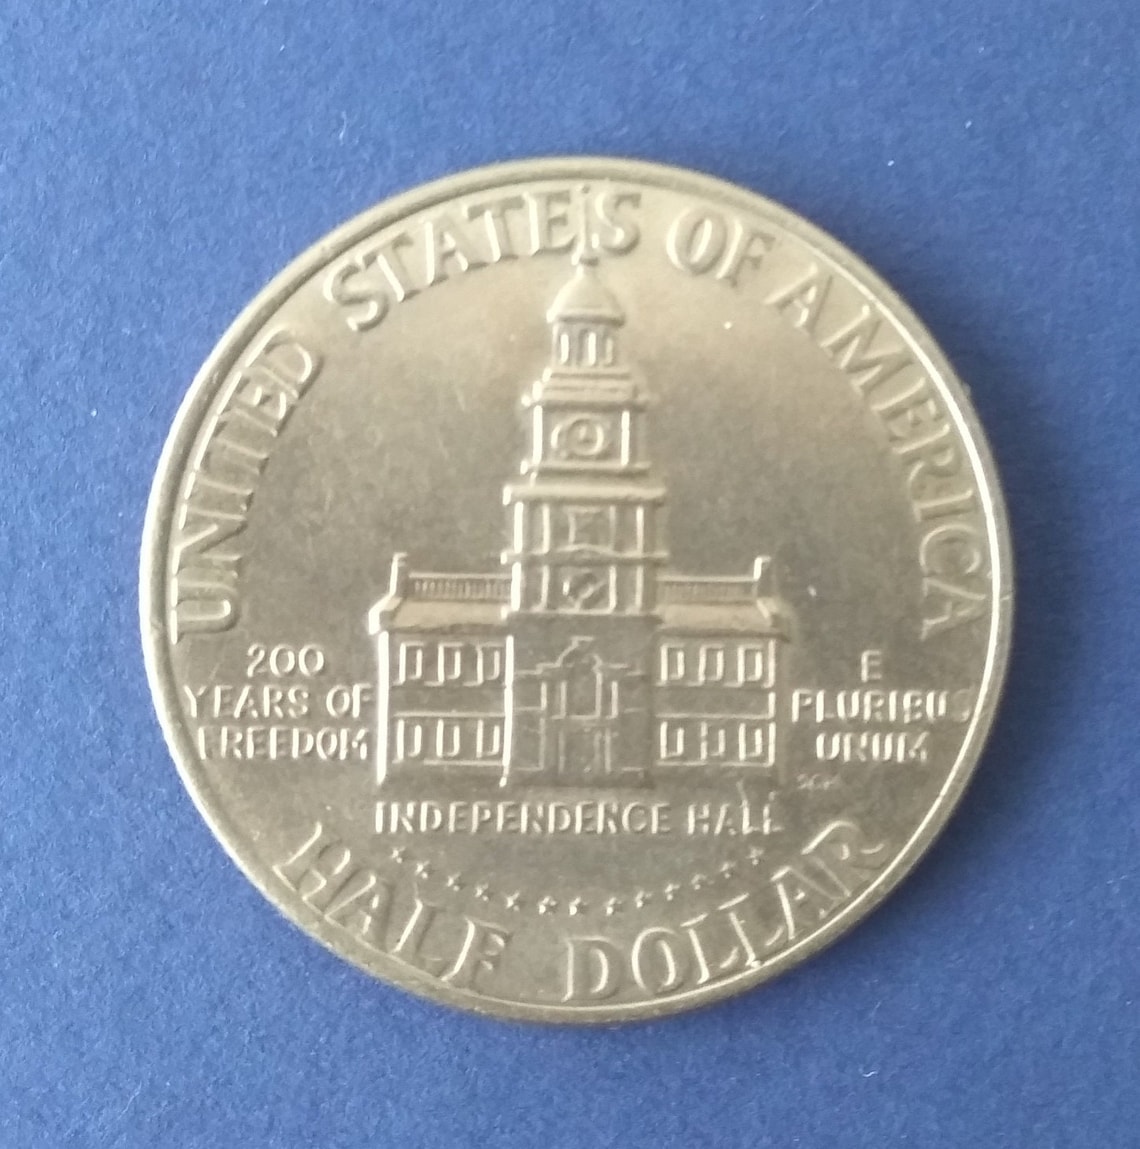 UNITED STATES OF AMERICA
200
YEARS OF
FREEDOM
E
PLURIBUS
UNUM
INDEPENDENCE HALL
HALF DOLLAR